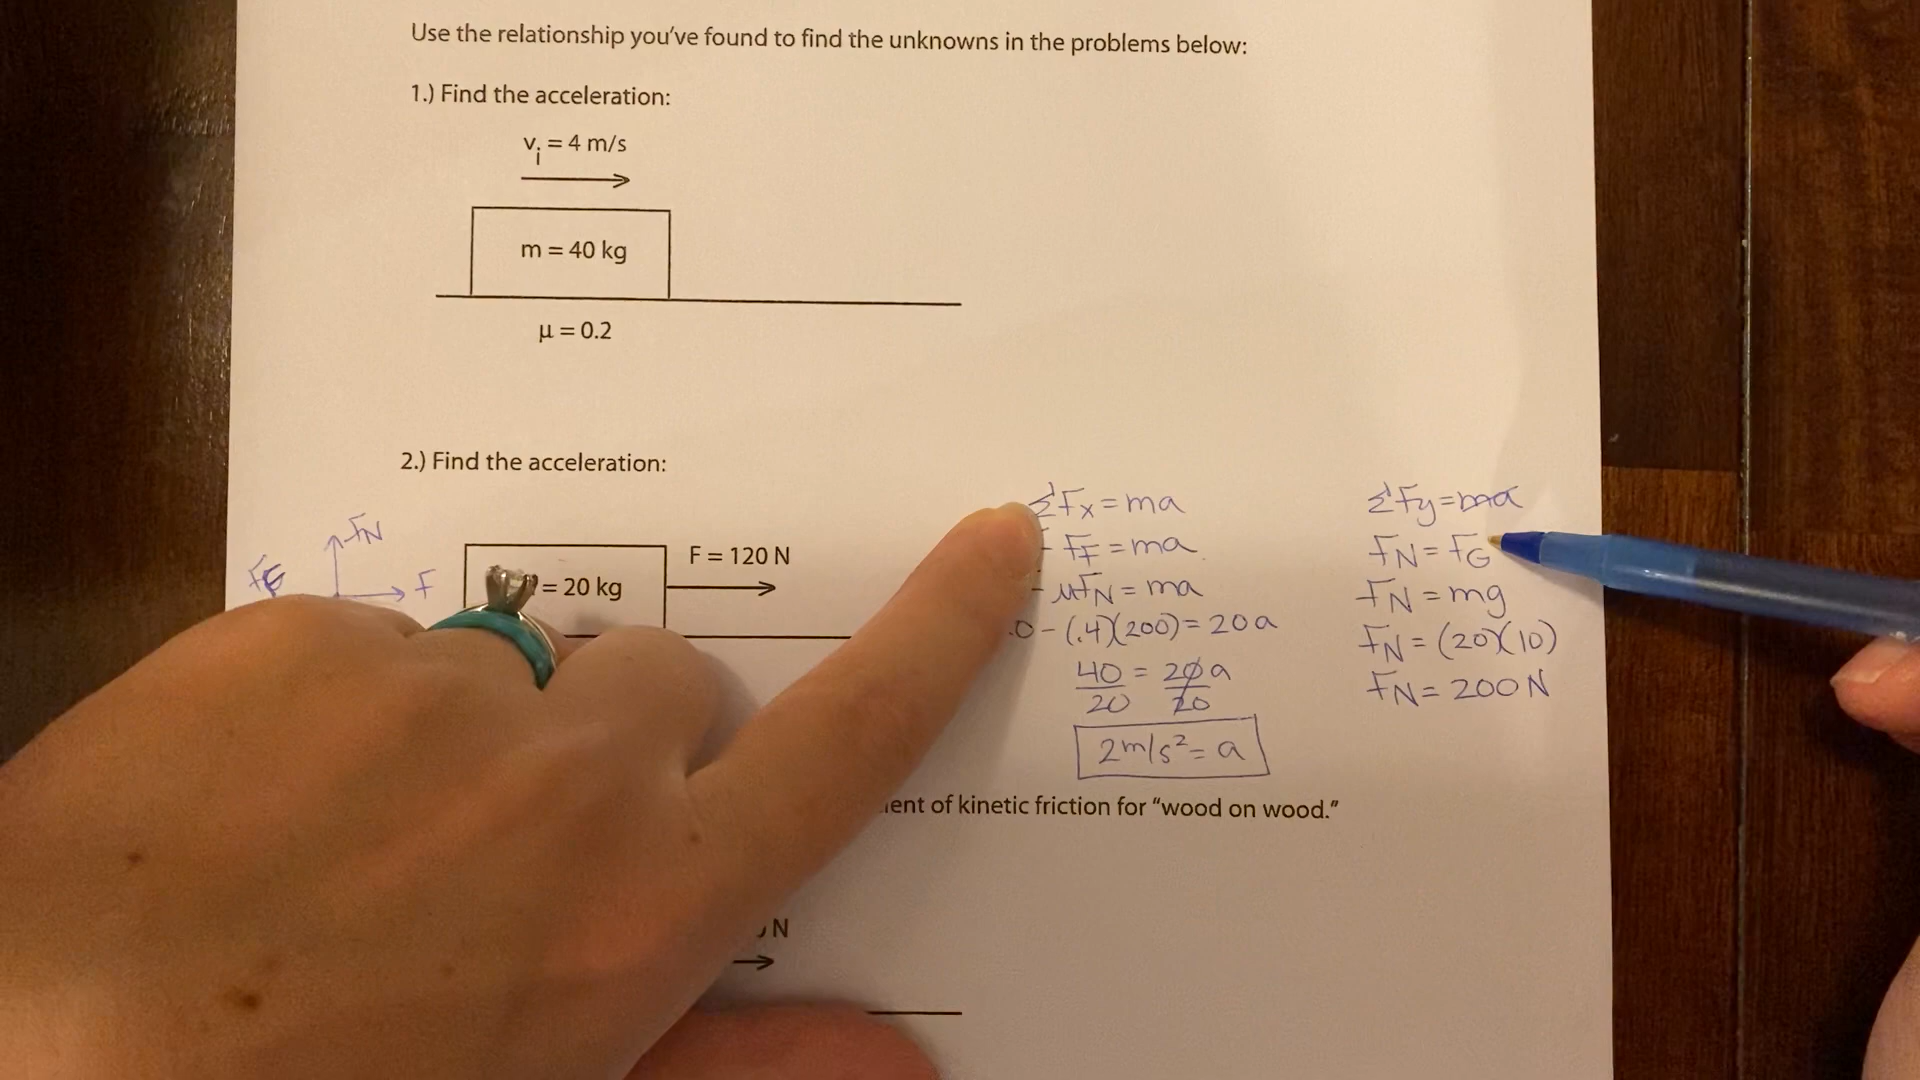 Use the relationship you've found to find the unknowns in the problems below:
1.) Find the acceleration:
vi = 4 m/s
m = 40 kg
μ = 0.2
2.) Find the acceleration:
FN
F
= 20 kg
F = 120 N
ΣFx = ma
- FF = ma
- μFN = ma
0 - (.4)(200) = 20a
40 = 20a
20 20
2m/s² = a
ΣFy = ma
FN = FG
FN = mg
FN = (20)(10)
FN = 200N
of kinetic friction for “wood on wood.”
N